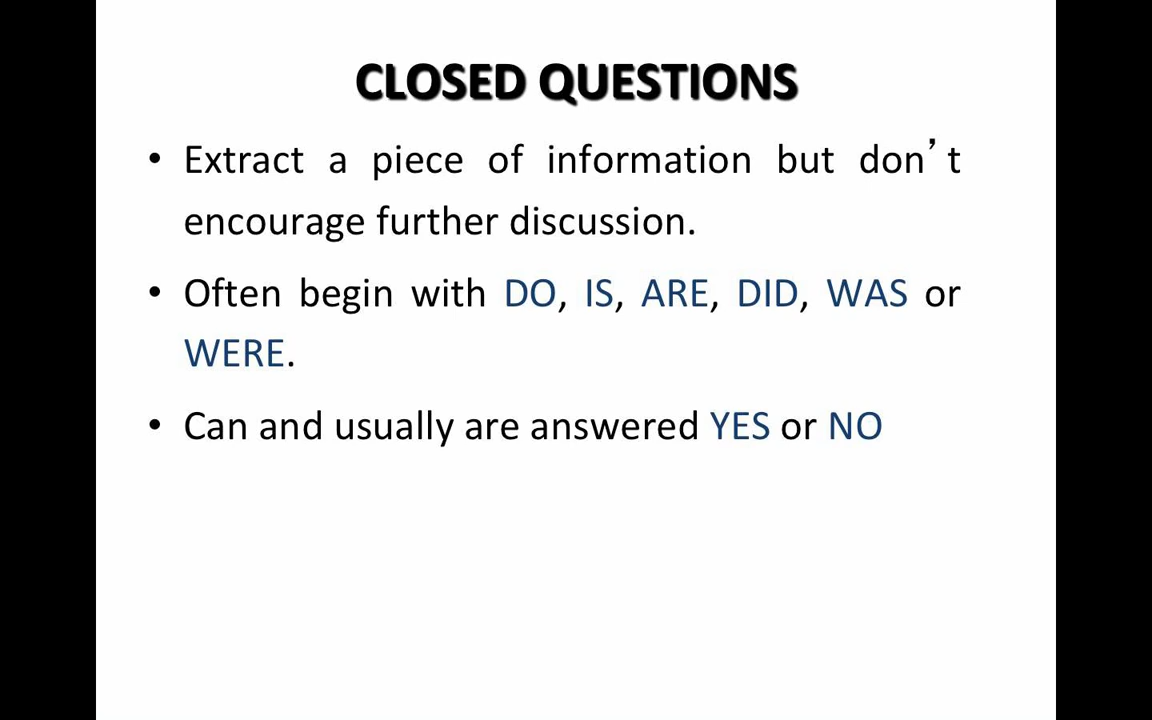 CLOSED QUESTIONS
• Extract a piece of information but don’t
encourage further discussion.
• Often begin with DO, IS, ARE, DID, WAS or
WERE.
• Can and usually are answered YES or NO